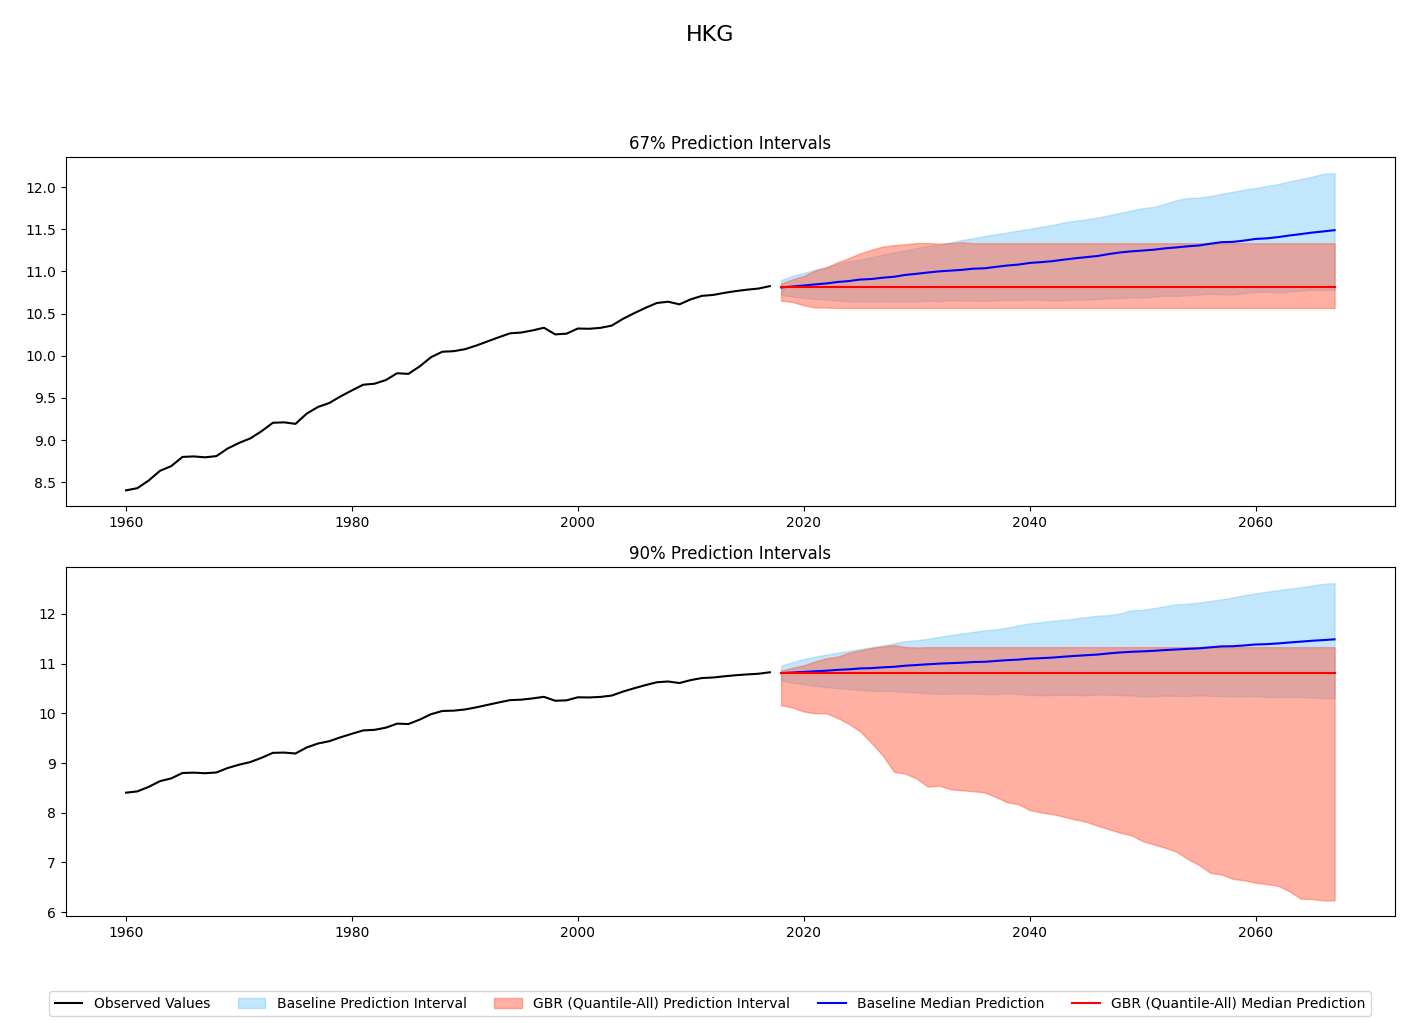 HKG
67% Prediction Intervals
12.0
11.5
11.0
10.5
10.0
9.5
9.0
8.5
1960 1980 2000 2020 2040 2060
90% Prediction Intervals
12
11
10
9
8
7
6
1960 1980 2000 2020 2040 2060
Observed Values Baseline Prediction Interval GBR (Quantile-All) Prediction Interval Baseline Median Prediction GBR (Quantile-All) Median Prediction